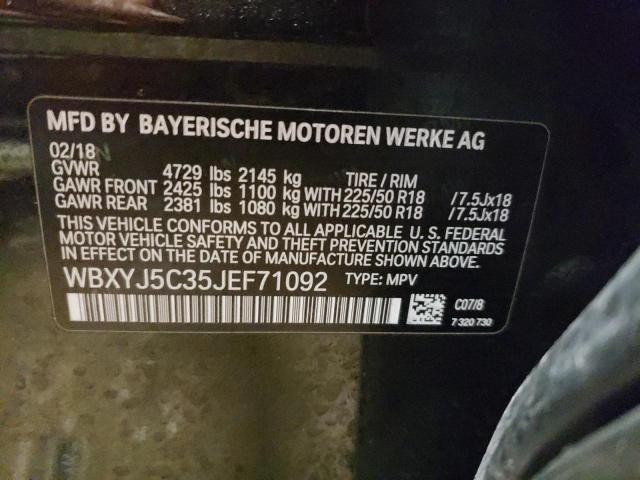 MFD BY BAYERISCHE MOTOREN WERKE AG
02/18
GVWR 4729 lbs 2145 kg TIRE / RIM
GAWR FRONT 2425 lbs 1100 kg WITH 225/50 R18 / 7.5Jx18
GAWR REAR 2381 lbs 1080 kg WITH 225/50 R18 / 7.5Jx18
THIS VEHICLE CONFORMS TO ALL APPLICABLE U. S. FEDERAL
MOTOR VEHICLE SAFETY AND THEFT PREVENTION STANDARDS
IN EFFECT ON THE DATE OF MANUFACTURE SHOWN ABOVE.
WBXYJ5C35JEF71092 TYPE: MPV
C07/8
7 320 730